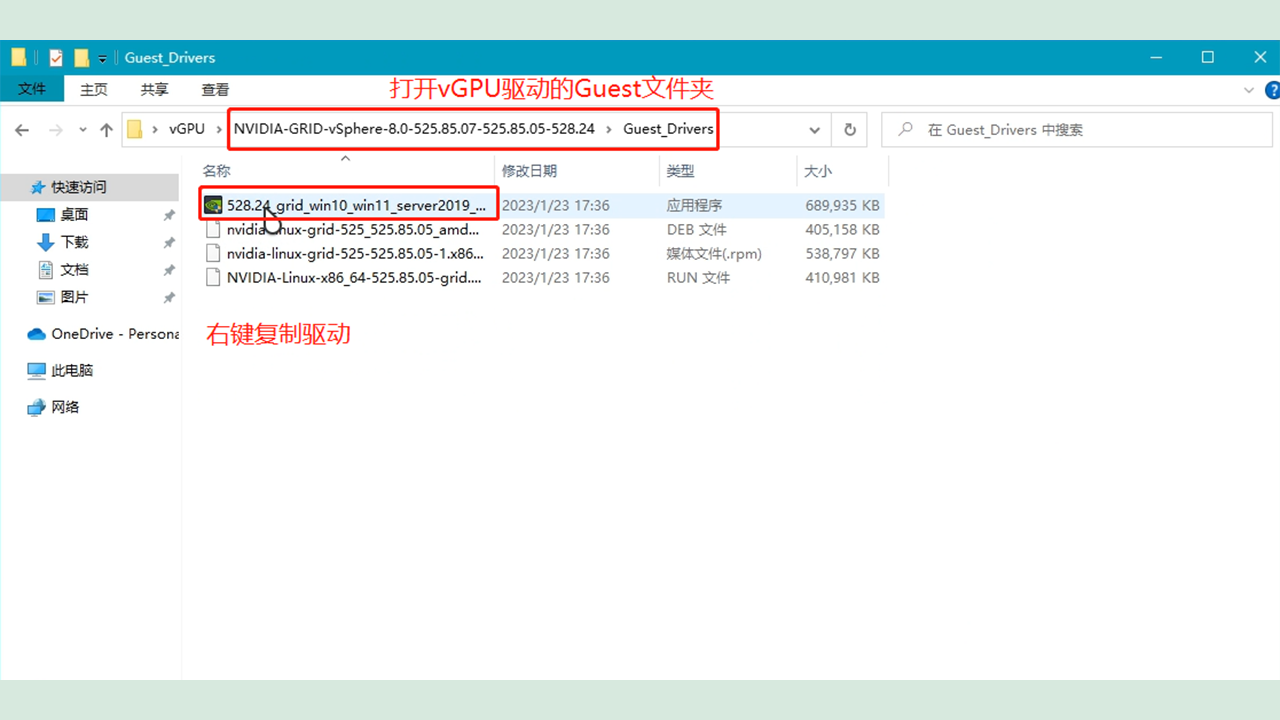 Guest_Drivers
文件 主页 共享 查看
打开vGPU驱动的Guest文件夹
vGPU NVIDIA-GRID-vSphere-8.0-525.85.07-525.85.05-528.24 Guest_Drivers 在 Guest_Drivers 中搜索
名称 修改日期 类型 大小
快速访问
528.24_grid_win10_win11_server2019_... 2023/1/23 17:36 应用程序 689,935 KB
桌面
nvidia-linux-grid-525_525.85.05_amd... 2023/1/23 17:36 DEB 文件 405,158 KB
下载
nvidia-linux-grid-525-525.85.05-1.x86... 2023/1/23 17:36 媒体文件(.rpm) 538,797 KB
文档
NVIDIA-Linux-x86_64-525.85.05-grid.... 2023/1/23 17:36 RUN 文件 410,981 KB
图片
右键复制驱动
OneDrive - Persona
此电脑
网络